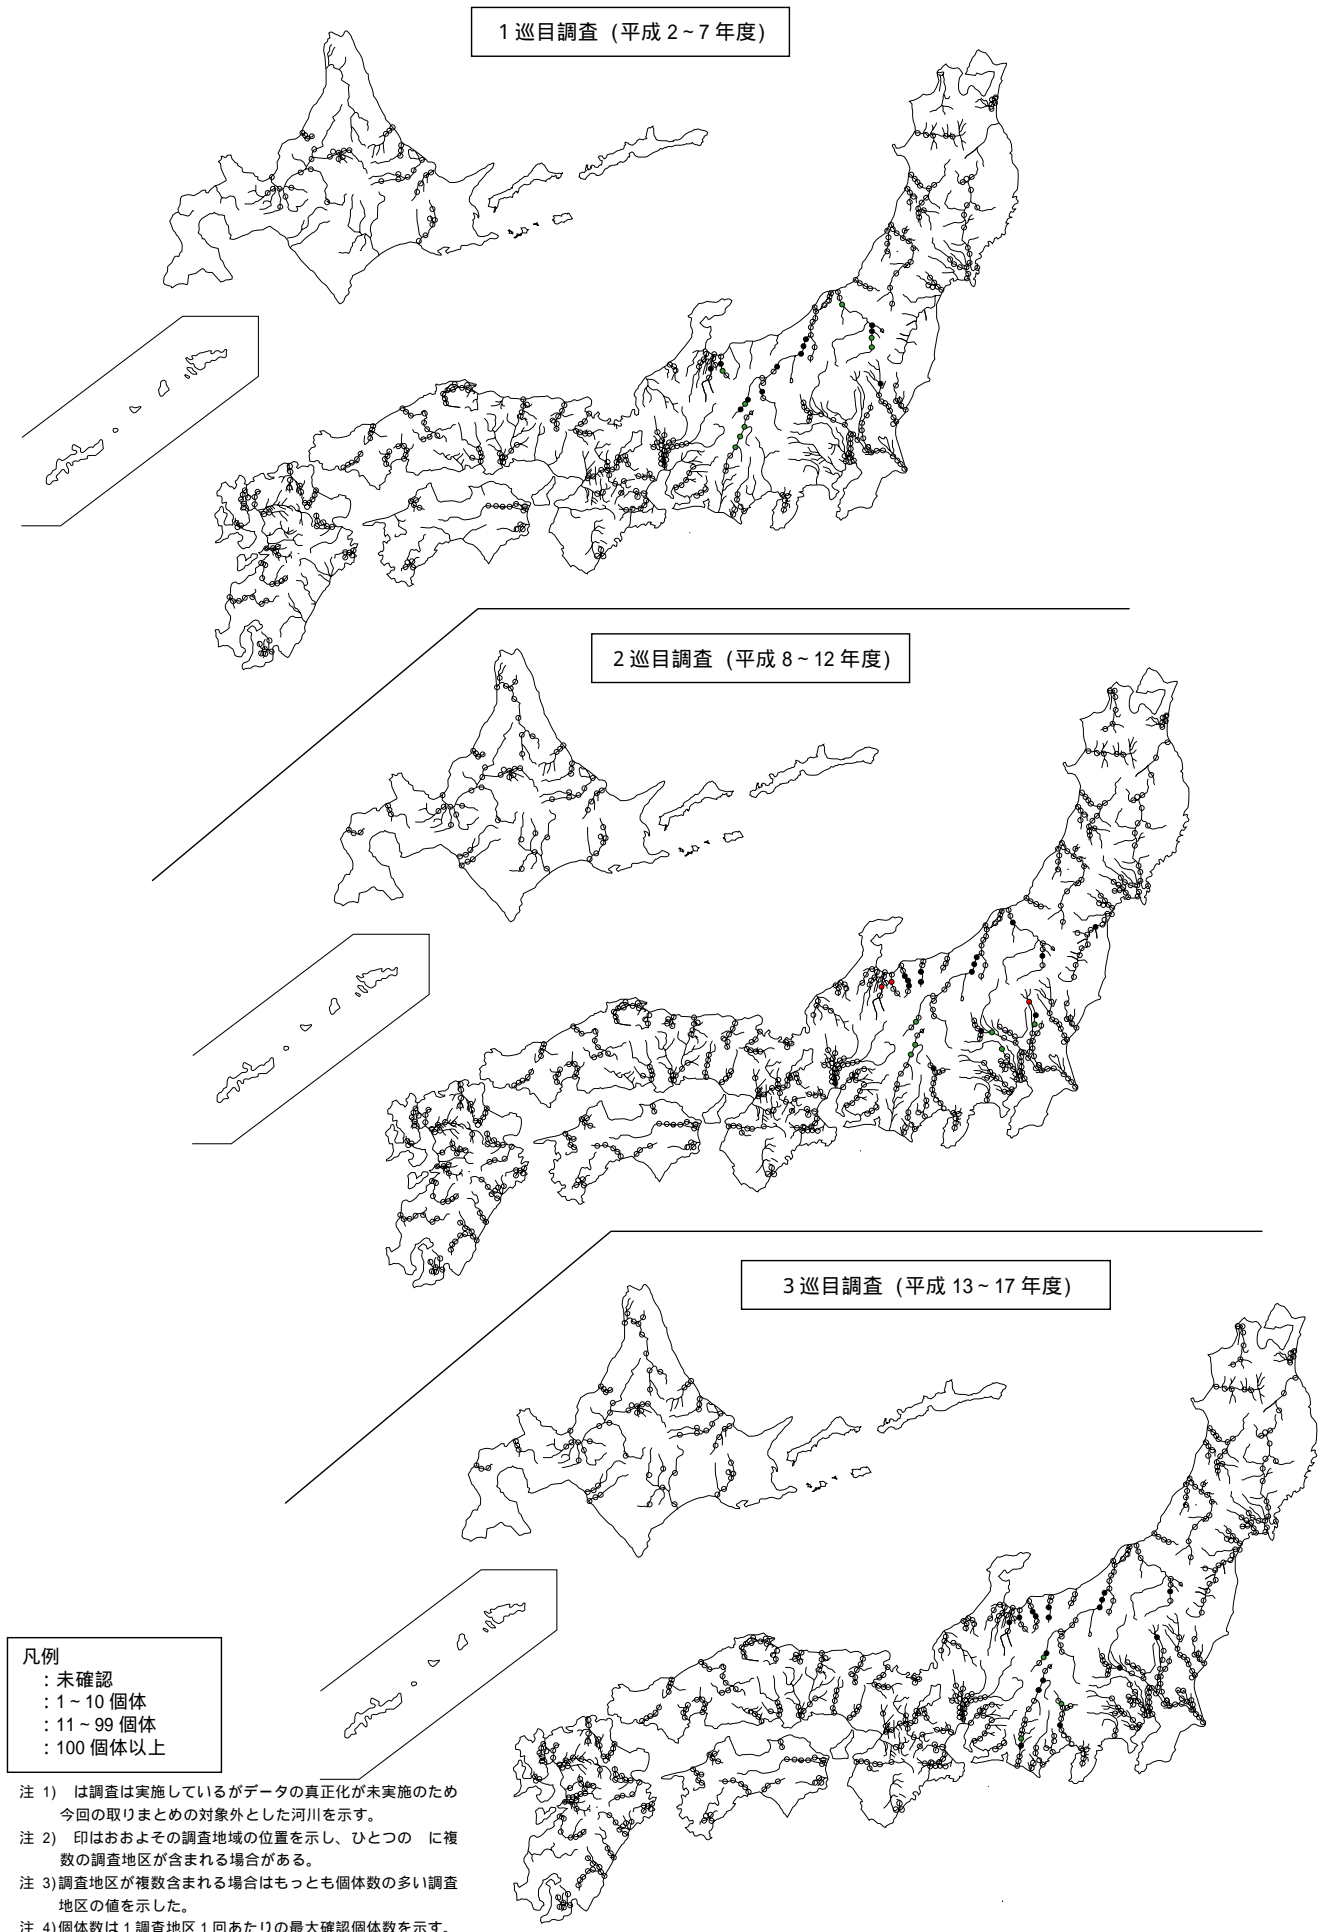 1 巡目調査 (平成 2~7 年度)
2 巡目調査 (平成 8~12 年度)
3 巡目調査 (平成 13~17 年度)
凡例
:未確認
:1~10 個体
:11~99 個体
:100 個体以上
注 1) は調査は実施しているがデータの真正化が未実施のため
今回の取りまとめの対象外とした河川を示す。
注 2) 印はおおよその調査地域の位置を示し、ひとつの に複
数の調査地区が含まれる場合がある。
注 3)調査地区が複数含まれる場合はもっとも個体数の多い調査
地区の値を示した。
注 4)個体数は 1 調査地区 1 回あたりの最大確認個体数を示す。